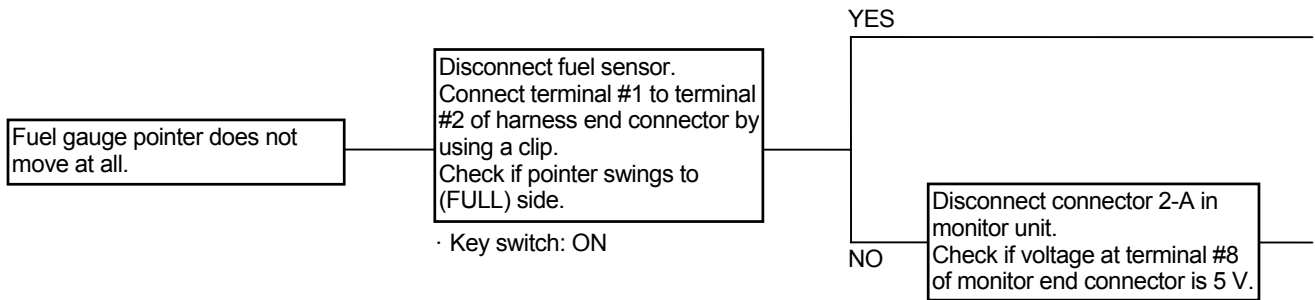 Fuel gauge pointer does not
move at all.
Disconnect fuel sensor.
Connect terminal #1 to terminal
#2 of harness end connector by
using a clip.
Check if pointer swings to
(FULL) side.
· Key switch: ON
YES
NO
Disconnect connector 2-A in
monitor unit.
Check if voltage at terminal #8
of monitor end connector is 5 V.